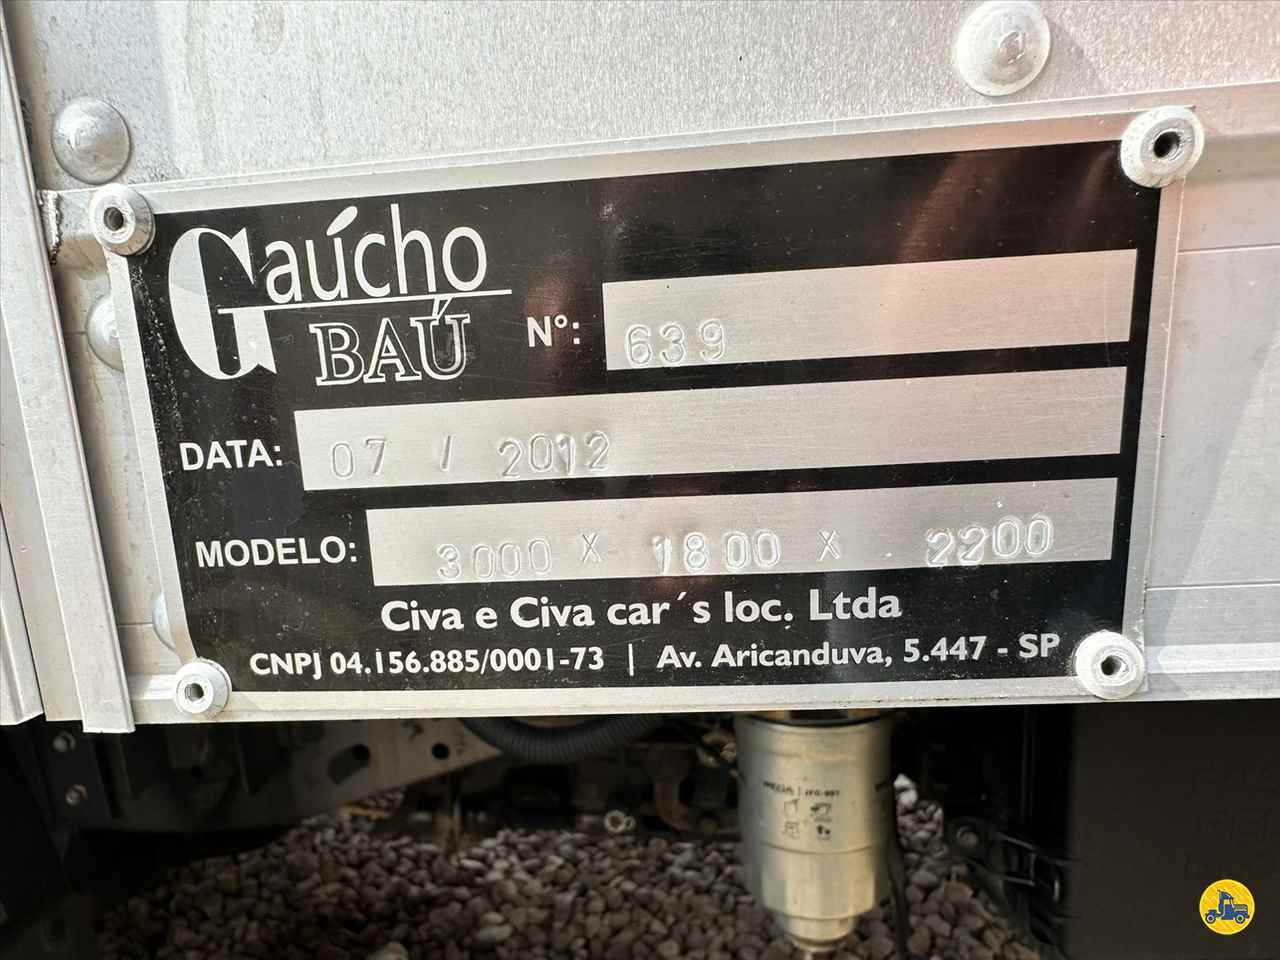 Gaúcho
BAÚ
Nº: 639
DATA: 07 / 2012
MODELO: 3000 X 1800 X 2200
Civa e Civa car´s loc. Ltda
CNPJ 04.156.885/0001-73 | Av. Aricanduva, 5.447 - SP